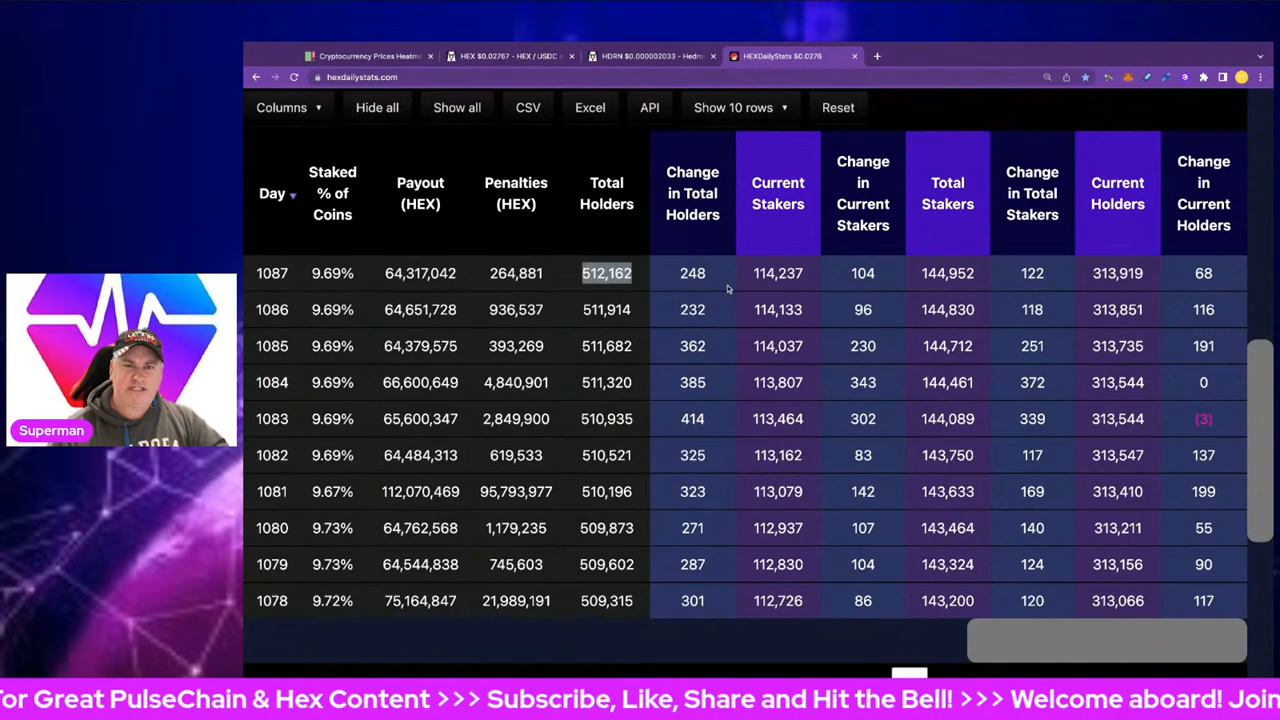 Cryptocurrency Prices Heatm
HEX $0.02767 - HEX / USDC
HDRN $0.000002033 - Hedro
HEXDailyStats $0.0276
hexdailystats.com
Columns Hide all Show all CSV Excel API Show 10 rows Reset
Day Staked % of Coins Payout (HEX) Penalties (HEX) Total Holders Change in Total Holders Current Stakers Change in Current Stakers Total Stakers Change in Total Stakers Current Holders Change in Current Holders
1087 9.69% 64,317,042 264,881 512,162 248 114,237 104 144,952 122 313,919 68
1086 9.69% 64,651,728 936,537 511,914 232 114,133 96 144,830 118 313,851 116
1085 9.69% 64,379,575 393,269 511,682 362 114,037 230 144,712 251 313,735 191
1084 9.69% 66,600,649 4,840,901 511,320 385 113,807 343 144,461 372 313,544 0
1083 9.69% 65,600,347 2,849,900 510,935 414 113,464 302 144,089 339 313,544 (3)
1082 9.69% 64,484,313 619,533 510,521 325 113,162 83 143,750 117 313,547 137
1081 9.67% 112,070,469 95,793,977 510,196 323 113,079 142 143,633 169 313,410 199
1080 9.73% 64,762,568 1,179,235 509,873 271 112,937 107 143,464 140 313,211 55
1079 9.73% 64,544,838 745,603 509,602 287 112,830 104 143,324 124 313,156 90
1078 9.72% 75,164,847 21,989,191 509,315 301 112,726 86 143,200 120 313,066 117
Superman
For Great PulseChain & Hex Content >>> Subscribe, Like, Share and Hit the Bell! >>> Welcome aboard! Join